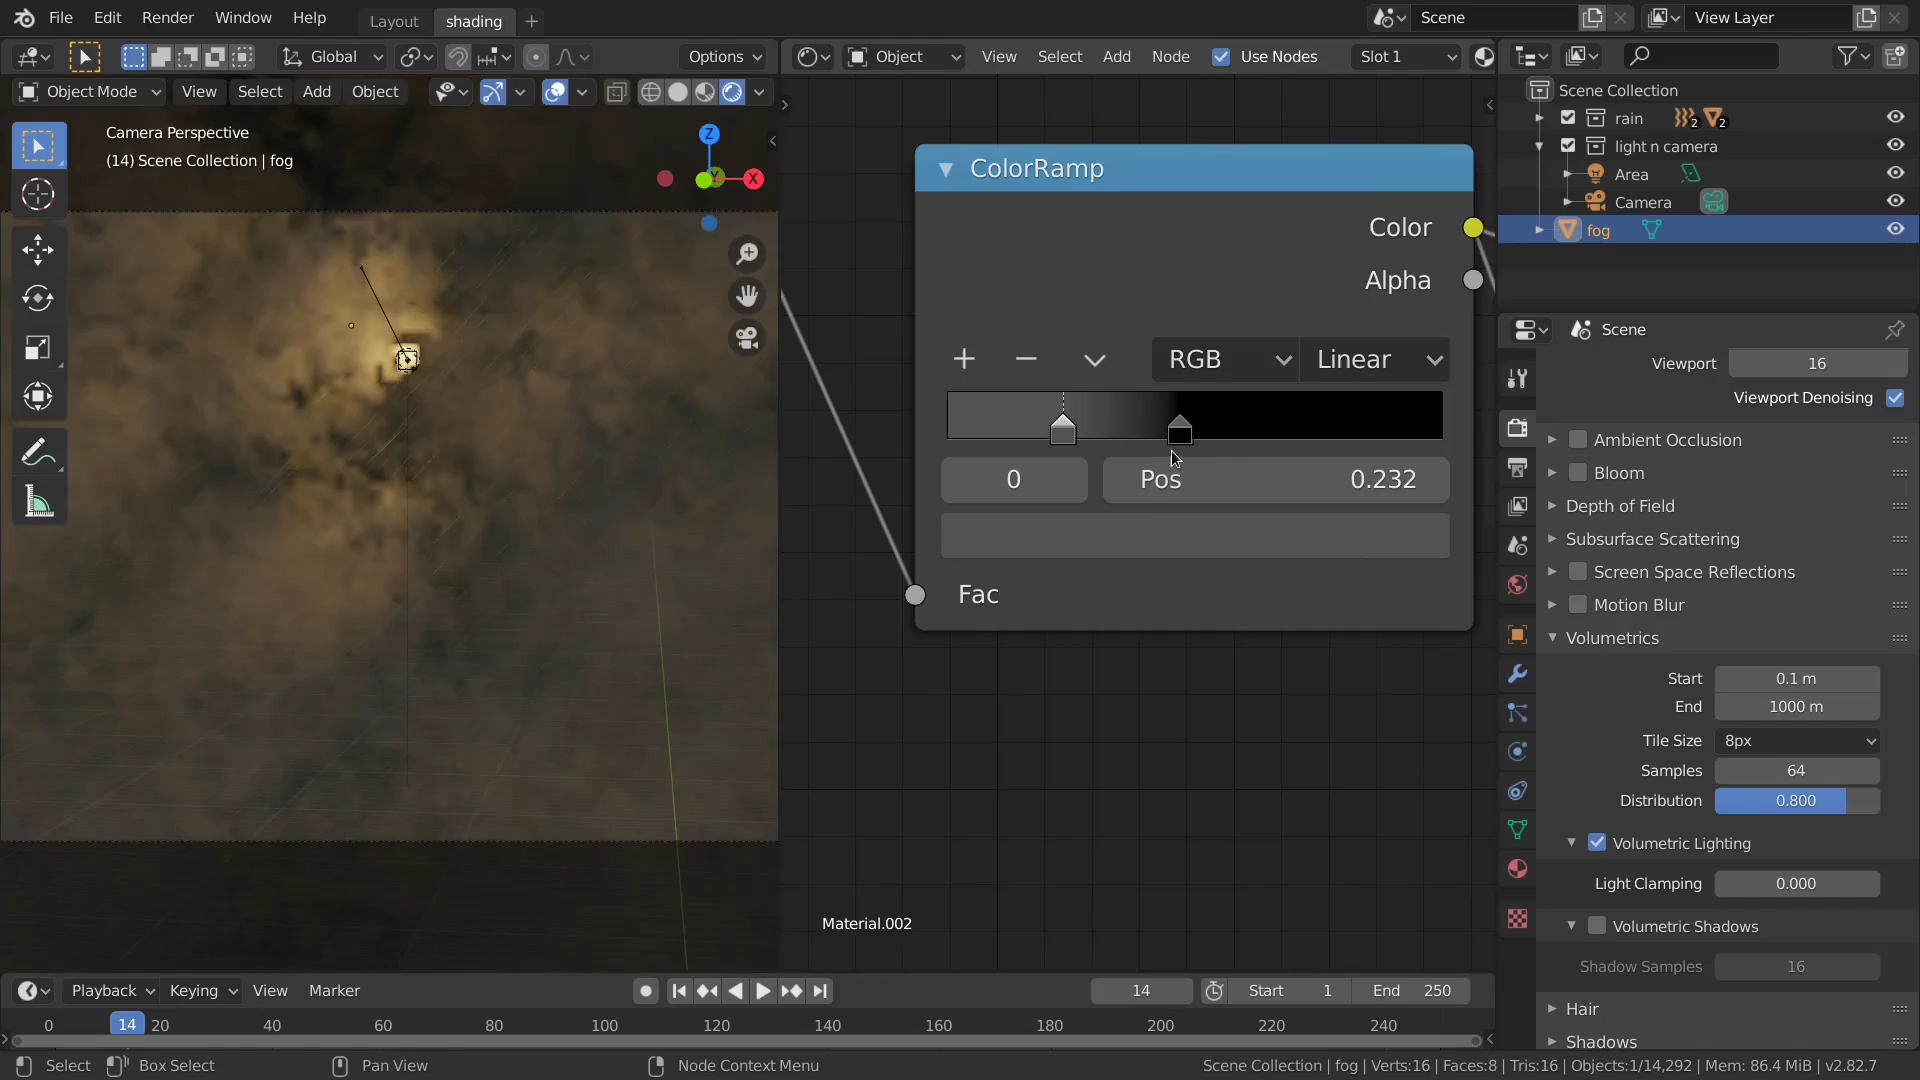 File Edit Render Window Help Layout shading Scene View Layer
Global Options Object View Select Add Node Use Nodes Slot 1
Object Mode View Select Add Object
Camera Perspective
(14) Scene Collection | fog
Z
Y
X
ColorRamp
Color
Alpha
RGB Linear
0 Pos 0.232
Fac
Material.002
Scene Collection
rain 2 2
light n camera
Area
Camera
fog
Scene
Viewport 16
Viewport Denoising
Ambient Occlusion
Bloom
Depth of Field
Subsurface Scattering
Screen Space Reflections
Motion Blur
Volumetrics
Start 0.1 m
End 1000 m
Tile Size 8px
Samples 64
Distribution 0.800
Volumetric Lighting
Light Clamping 0.000
Volumetric Shadows
Shadow Samples 16
Hair
Shadows
Playback Keying View Marker 14 Start 1 End 250
0 14 20 40 60 80 100 120 140 160 180 200 220 240
Select Box Select Pan View Node Context Menu Scene Collection | fog | Verts:16 | Faces:8 | Tris:16 | Objects:1/14,292 | Mem: 86.4 MiB | v2.82.7